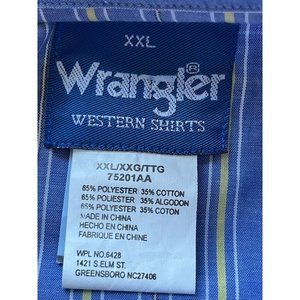 XXL
Wrangler®
WESTERN SHIRTS
XXL/XXG/TTG
75201AA
65% POLYESTER 35% COTTON
65% POLIESTER 35% ALGODON
65% POLYESTER 35% COTON
MADE IN CHINA
HECHO EN CHINA
FABRIQUE EN CHINE
WPL NO.6428
1421 S.ELM ST.
GREENSBORO NC27406